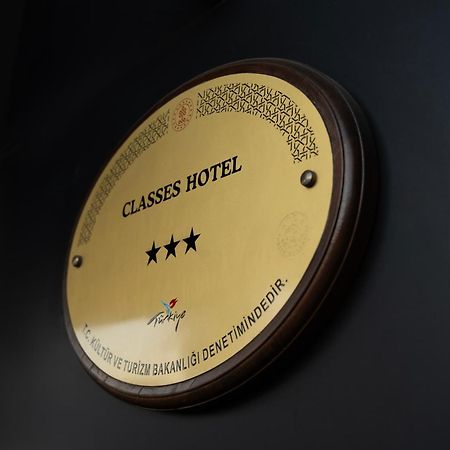 CLASSES HOTEL
Türkiye
T.C. KÜLTÜR VE TURİZM BAKANLIĞI DENETİMİNDEDİR.